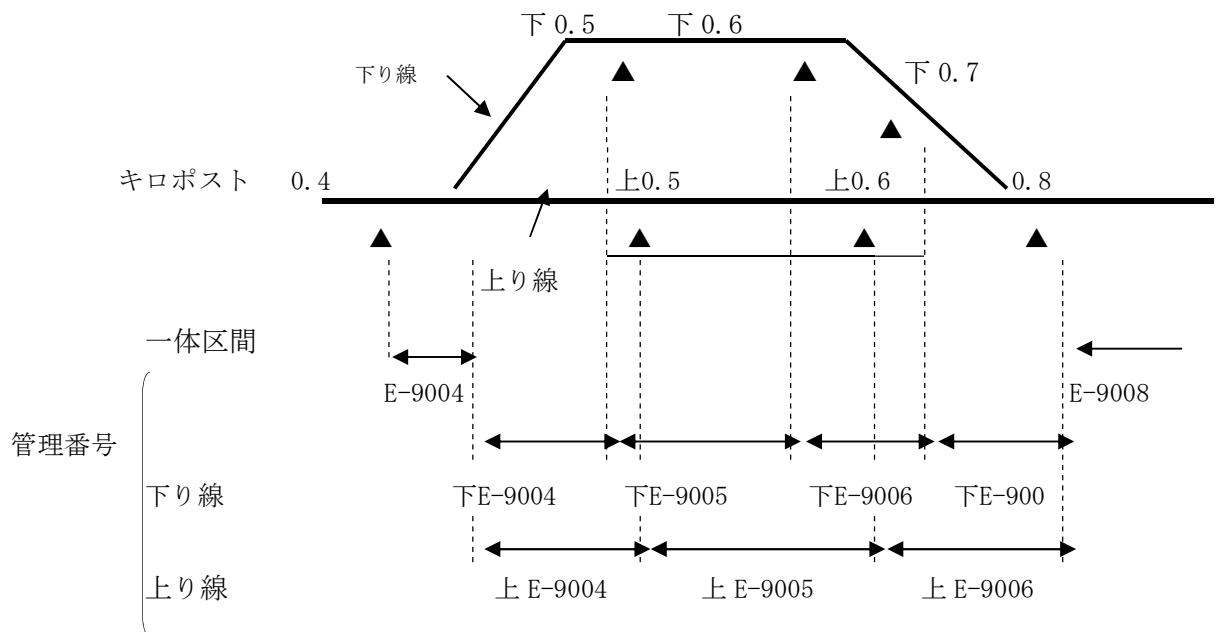 下 0.5
下 0.6
下り線
下 0.7
キロポスト 0.4
上0.5
上0.6
0.8
上り線
一体区間
E-9004
E-9008
管理番号
下り線
下E-9004
下E-9005
下E-9006
下E-900
上り線
上 E-9004
上 E-9005
上 E-9006